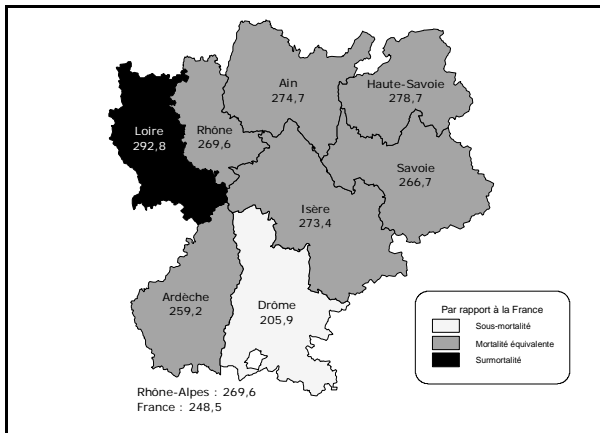 Ain
274,7
Haute-Savoie
278,7
Loire
292,8
Rhône
269,6
Savoie
266,7
Isère
273,4
Ardèche
259,2
Drôme
205,9
Par rapport à la France
Sous-mortalité
Mortalité équivalente
Surmortalité
Rhône-Alpes : 269,6
France : 248,5